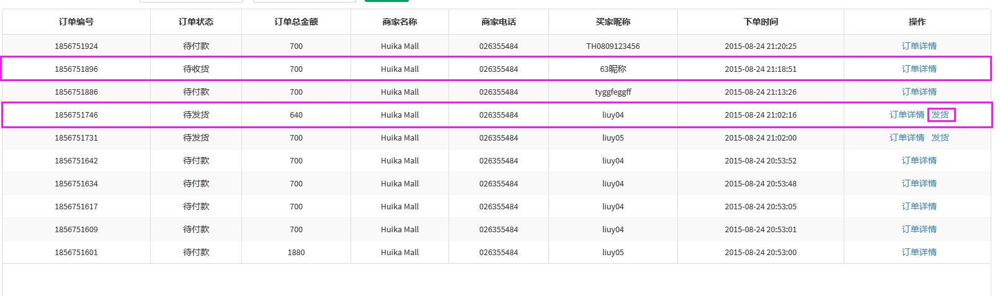 订单编号 订单状态 订单总金额 商家名称 商家电话 买家昵称 下单时间 操作
1856751924 待付款 700 Huika Mall 026355484 TH0809123456 2015-08-24 21:20:25 订单详情
1856751896 待收货 700 Huika Mall 026355484 63昵称 2015-08-24 21:18:51 订单详情
1856751886 待付款 700 Huika Mall 026355484 tyggfeggff 2015-08-24 21:13:26 订单详情
1856751746 待发货 640 Huika Mall 026355484 liuy04 2015-08-24 21:02:16 订单详情 发货
1856751731 待发货 700 Huika Mall 026355484 liuy05 2015-08-24 21:02:00 订单详情 发货
1856751642 待付款 700 Huika Mall 026355484 liuy04 2015-08-24 20:53:52 订单详情
1856751634 待付款 700 Huika Mall 026355484 liuy04 2015-08-24 20:53:48 订单详情
1856751617 待付款 700 Huika Mall 026355484 liuy04 2015-08-24 20:53:05 订单详情
1856751609 待付款 700 Huika Mall 026355484 liuy04 2015-08-24 20:53:01 订单详情
1856751601 待付款 1880 Huika Mall 026355484 liuy05 2015-08-24 20:53:00 订单详情